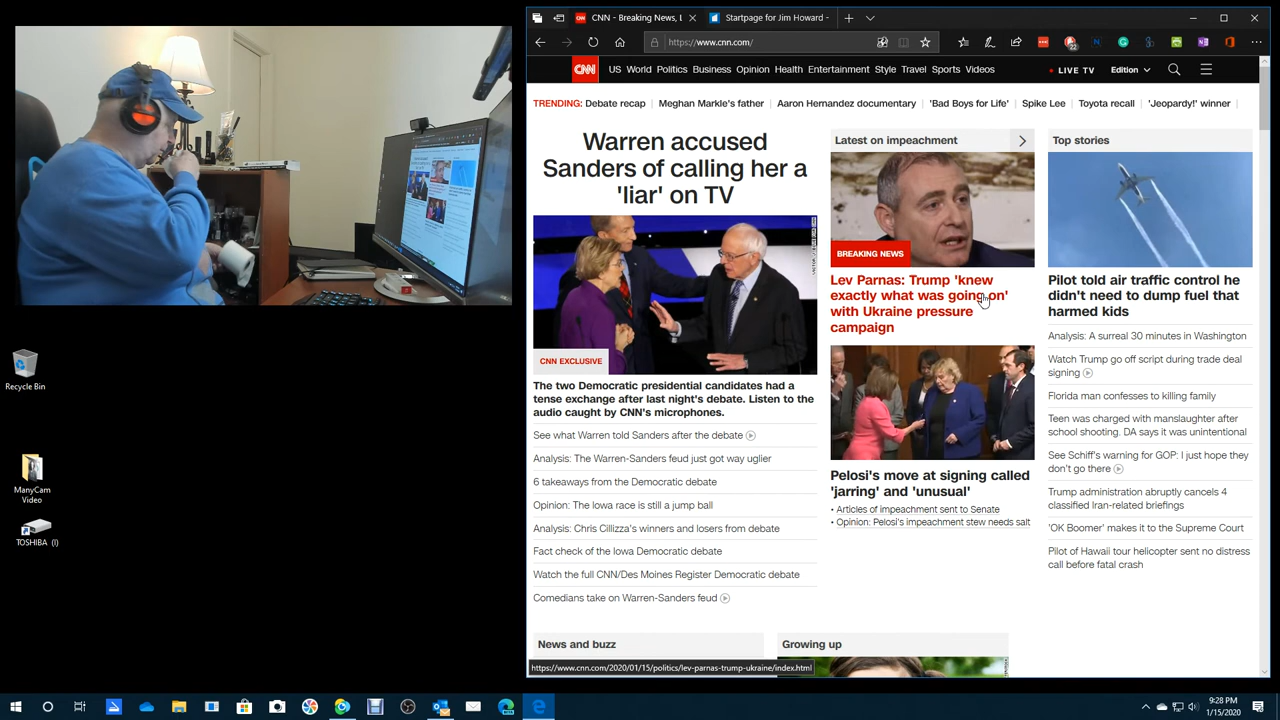 CNN - Breaking News, L
Startpage for Jim Howard -
https://www.cnn.com/
22
CNN
US World Politics Business Opinion Health Entertainment Style Travel Sports Videos
LIVE TV
Edition
TRENDING: Debate recap | Meghan Markle's father | Aaron Hernandez documentary | 'Bad Boys for Life' | Spike Lee | Toyota recall | 'Jeopardy!' winner |
Warren accused
Sanders of calling her a
'liar' on TV
CNN EXCLUSIVE
The two Democratic presidential candidates had a
tense exchange after last night's debate. Listen to the
audio caught by CNN's microphones.
See what Warren told Sanders after the debate
Analysis: The Warren-Sanders feud just got way uglier
6 takeaways from the Democratic debate
Opinion: The Iowa race is still a jump ball
Analysis: Chris Cillizza's winners and losers from debate
Fact check of the Iowa Democratic debate
Watch the full CNN/Des Moines Register Democratic debate
Comedians take on Warren-Sanders feud
Latest on impeachment
BREAKING NEWS
Lev Parnas: Trump 'knew
exactly what was going on'
with Ukraine pressure
campaign
Pelosi's move at signing called
'jarring' and 'unusual'
• Articles of impeachment sent to Senate
• Opinion: Pelosi's impeachment stew needs salt
Top stories
Pilot told air traffic control he
didn't need to dump fuel that
harmed kids
Analysis: A surreal 30 minutes in Washington
Watch Trump go off script during trade deal
signing
Florida man confesses to killing family
Teen was charged with manslaughter after
school shooting. DA says it was unintentional
See Schiff's warning for GOP: I just hope they
don't go there
Trump administration abruptly cancels 4
classified Iran-related briefings
'OK Boomer' makes it to the Supreme Court
Pilot of Hawaii tour helicopter sent no distress
call before fatal crash
News and buzz
Growing up
https://www.cnn.com/2020/01/15/politics/lev-parnas-trump-ukraine/index.html
Recycle Bin
ManyCam
Video
TOSHIBA (I)
9:28 PM
1/15/2020